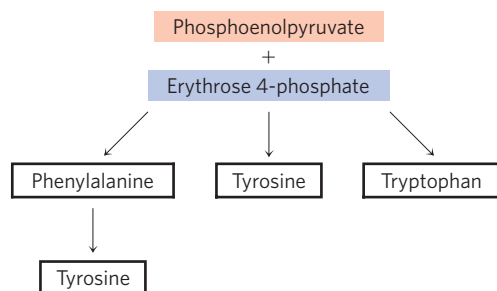 Phosphoenolpyruvate
+
Erythrose 4-phosphate
Phenylalanine Tyrosine Tryptophan
Tyrosine